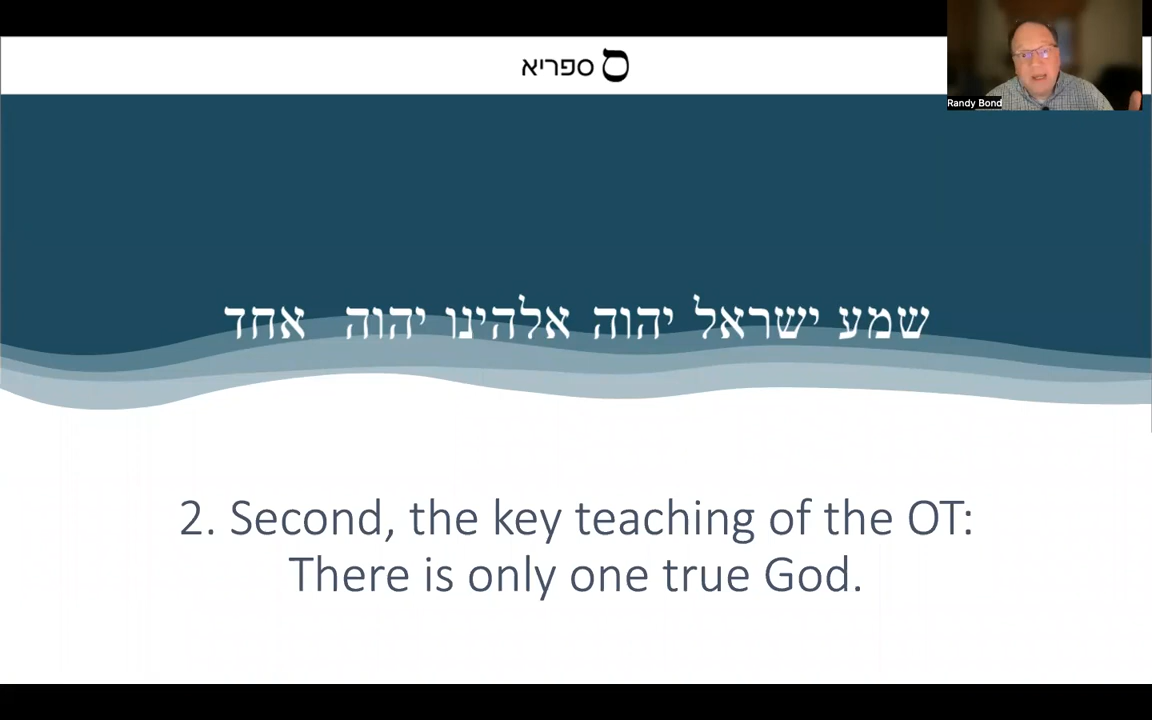 ספריא
Randy Bond
שמע ישראל יהוה אלהינו יהוה אחד
2. Second, the key teaching of the OT:
There is only one true God.